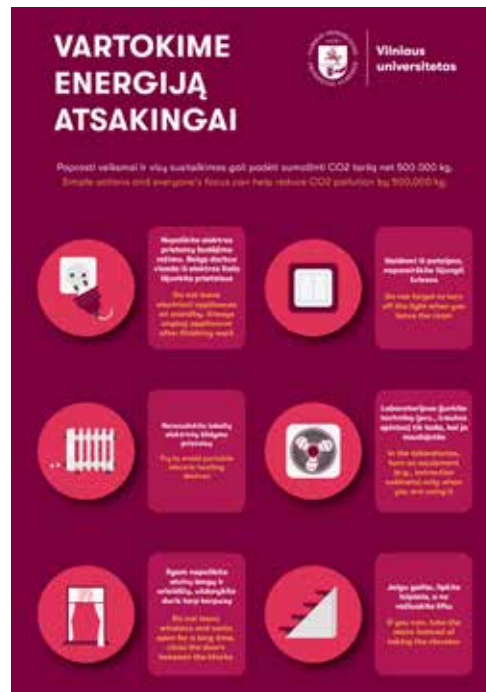 VARTOKIME
ENERGIJĄ
ATSAKINGAI
Vilniaus
universitetas
Paprasti veiksmai ir visų susitelkimas gali padėti sumažinti CO2 taršą net 500.000 kg.
Simple actions and everyone's focus can help reduce CO2 pollution by 500,000 kg.
Nepalikite elektros
prietaisų budėjimo
režimu. Baigę darbus
visada iš elektros lizdo
išjunkite prietaisus
Do not leave
electrical appliances
on standby. Always
unplug appliances
after finishing work
Išeidami iš patalpos,
nepamirškite išjungti
šviesos
Do not forget to turn
off the light when you
leave the room
Nenaudokite lokalių
elektrinių šildymo
prietaisų
Try to avoid portable
electric heating
devices
Laboratorijose įjunkite
techniką (pvz., traukos
spintas) tik tada, kai ja
naudojatės
In the laboratories,
turn on equipment
(e.g., extraction
cabinets) only when
you are using it
Ilgam nepalikite
atvirų langų ir
orlaidžių, uždarykite
duris tarp korpusų
Do not leave
windows and vents
open for a long time,
close the doors
between the blocks
Jeigu galite, lipkite
laiptais, o ne
važiuokite liftu
If you can, take the
stairs instead of
taking the elevator